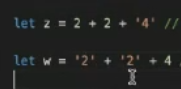 let z = 2 + 2 + '4' //
let w = '2' + '2' + 4